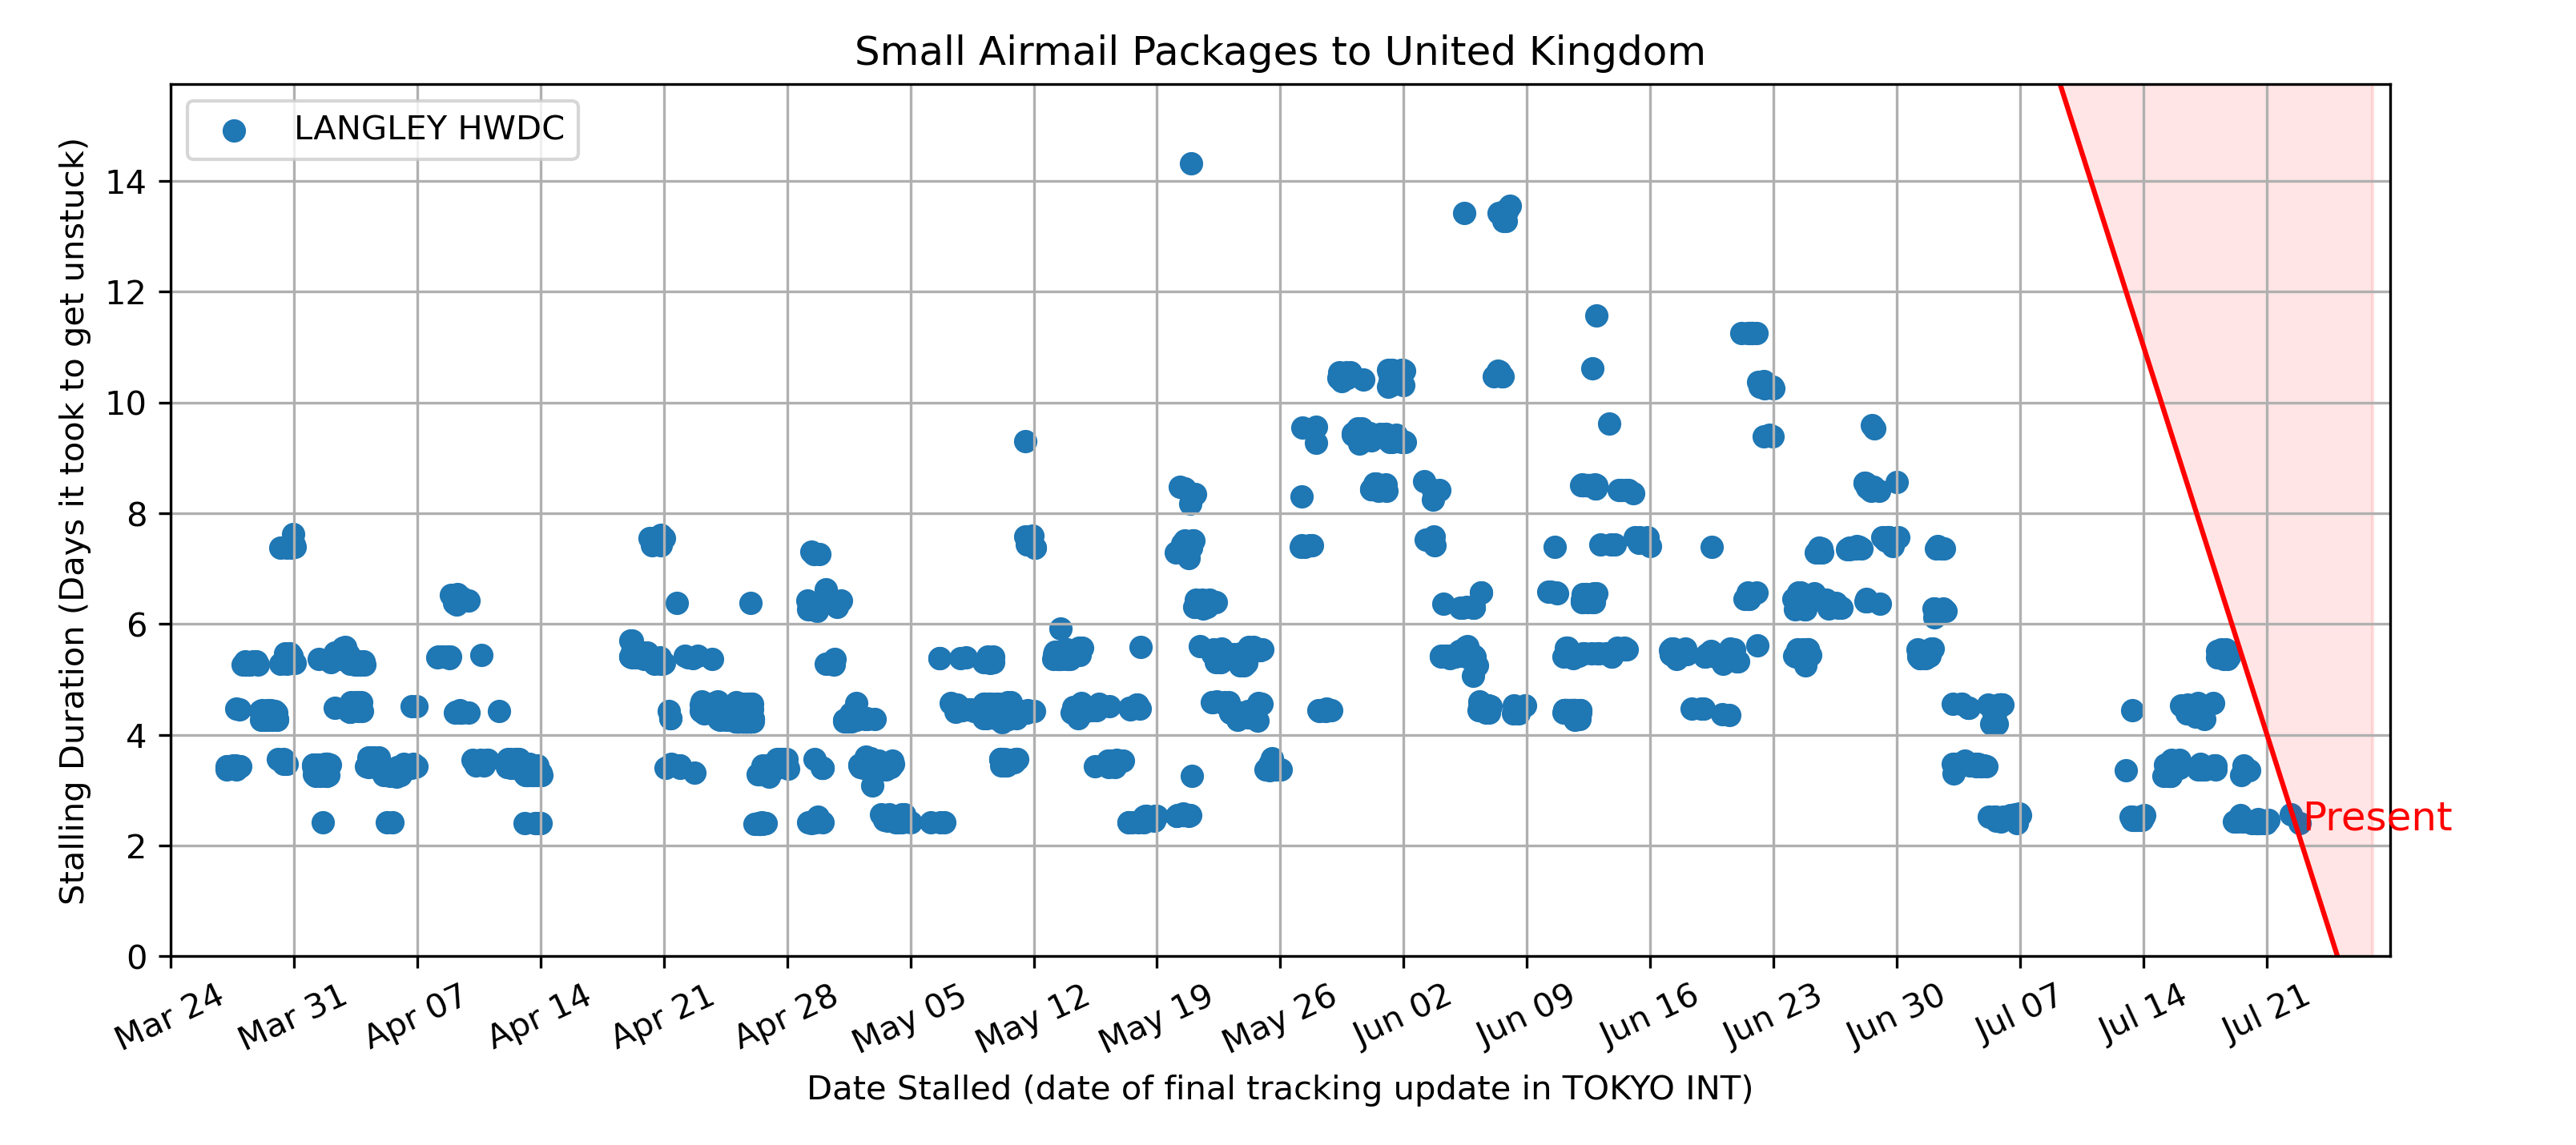 Small Airmail Packages to United Kingdom
LANGLEY HWDC
Stalling Duration (Days it took to get unstuck)
14
12
10
8
6
4
2
0
Present
Mar 24
Mar 31
Apr 07
Apr 14
Apr 21
Apr 28
May 05
May 12
May 19
May 26
Jun 02
Jun 09
Jun 16
Jun 23
Jun 30
Jul 07
Jul 14
Jul 21
Date Stalled (date of final tracking update in TOKYO INT)